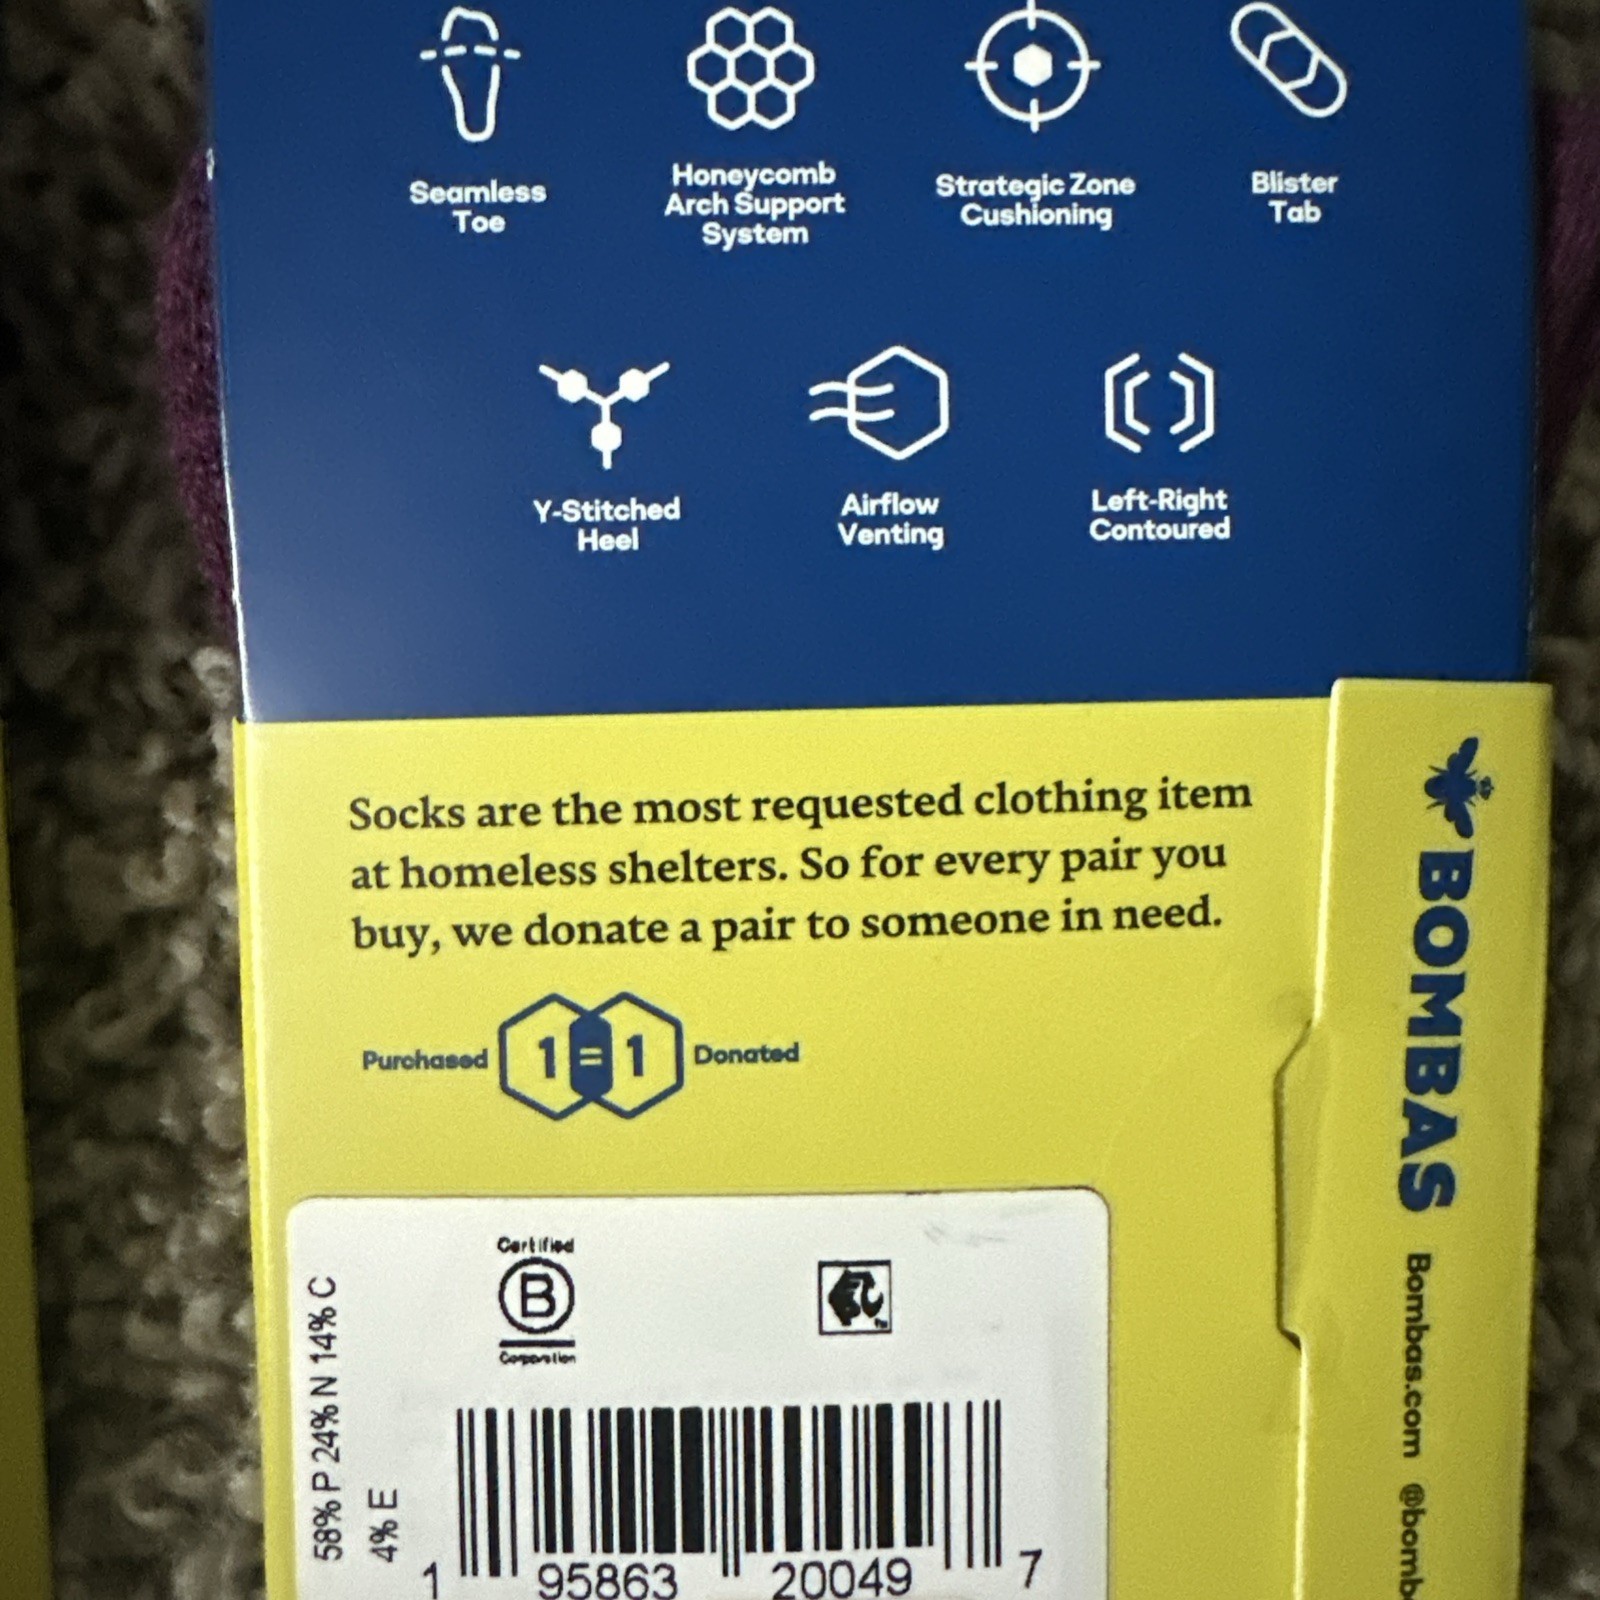 Seamless
Toe
Honeycomb
Arch Support
System
Strategic Zone
Cushioning
Blister
Tab
Y-Stitched
Heel
Airflow
Venting
Left-Right
Contoured
Socks are the most requested clothing item
at homeless shelters. So for every pair you
buy, we donate a pair to someone in need.
Purchased 1=1 Donated
BOMBAS
Bombas.com @bomb
Certified
B
Corporation
58% P 24% N 14% C
4% E
1 95863 20049 7